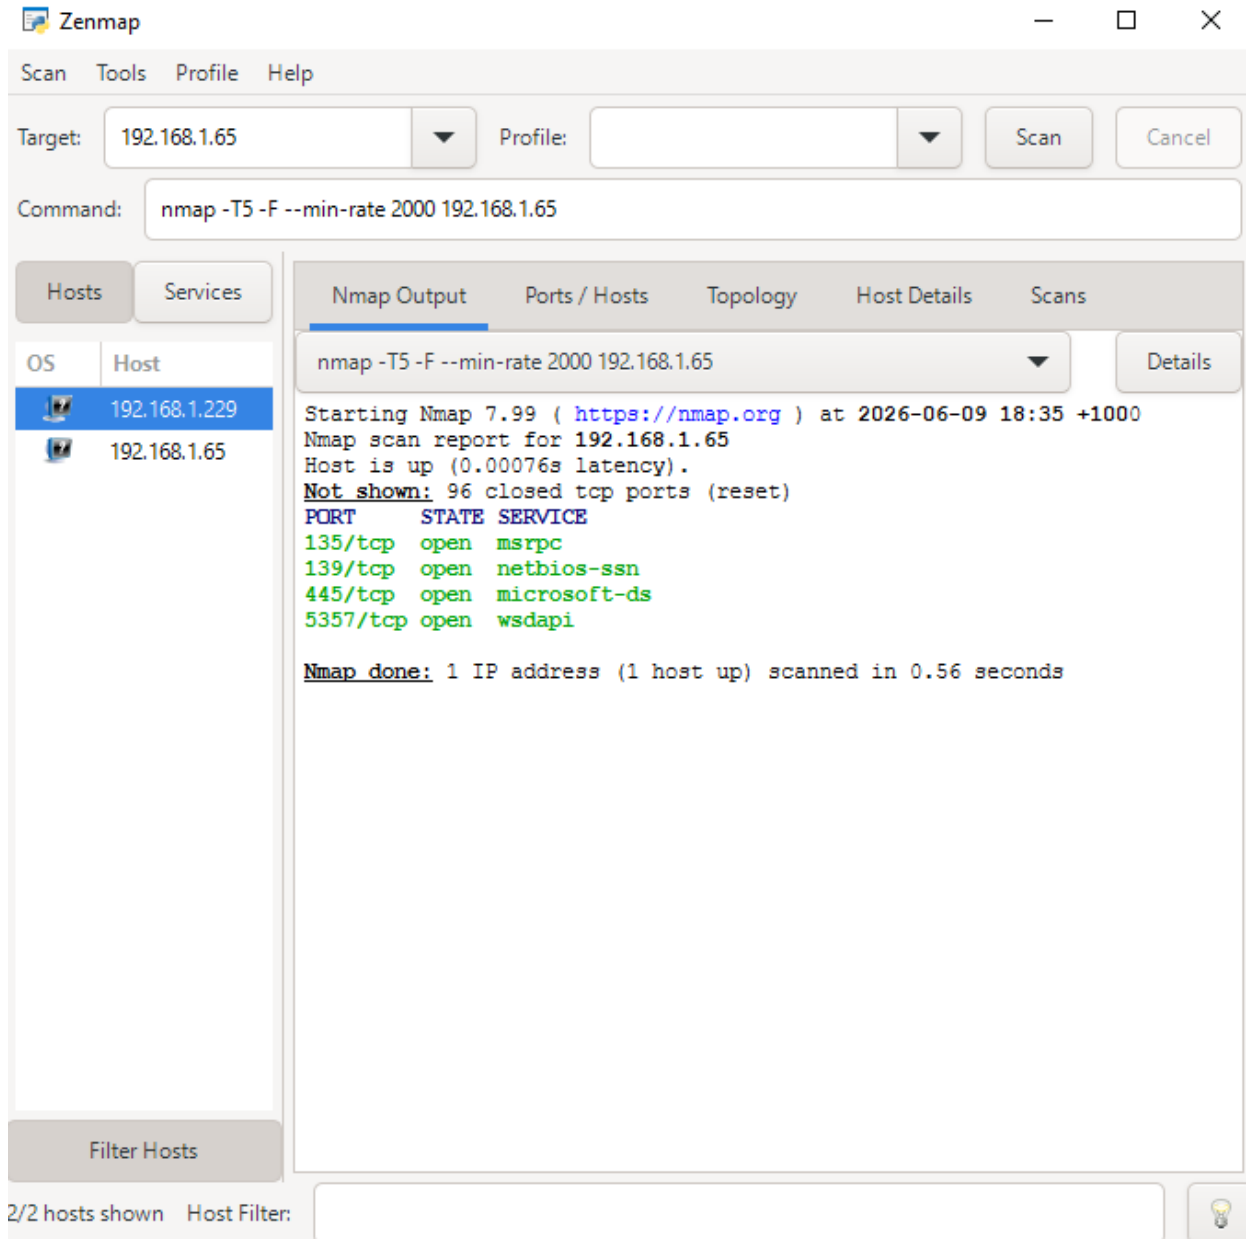 Zenmap
Scan Tools Profile Help
Target: 192.168.1.65 Profile: Scan Cancel
Command: nmap -T5 -F --min-rate 2000 192.168.1.65
Hosts Services
Nmap Output Ports / Hosts Topology Host Details Scans
OS Host
nmap -T5 -F --min-rate 2000 192.168.1.65 Details
192.168.1.229
192.168.1.65
Starting Nmap 7.99 ( https://nmap.org ) at 2026-06-09 18:35 +1000
Nmap scan report for 192.168.1.65
Host is up (0.00076s latency).
Not shown: 96 closed tcp ports (reset)
PORT STATE SERVICE
135/tcp open msrpc
139/tcp open netbios-ssn
445/tcp open microsoft-ds
5357/tcp open wsdapi
Nmap done: 1 IP address (1 host up) scanned in 0.56 seconds
Filter Hosts
2/2 hosts shown Host Filter: